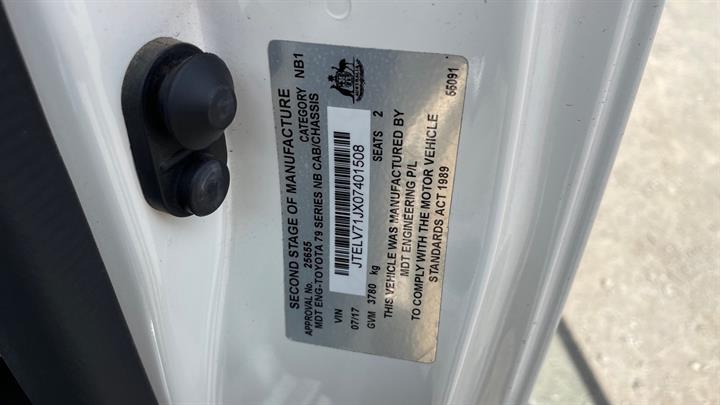 SECOND STAGE OF MANUFACTURE
APPROVAL No. 25655 CATEGORY NB1
MDT ENG-TOYOTA 79 SERIES NB CAB/CHASSIS
VIN JTELV71JX07401508
07/17
GVM 3780 kg SEATS 2
THIS VEHICLE WAS MANUFACTURED BY
MDT ENGINEERING P/L
TO COMPLY WITH THE MOTOR VEHICLE
STANDARDS ACT 1989
55091